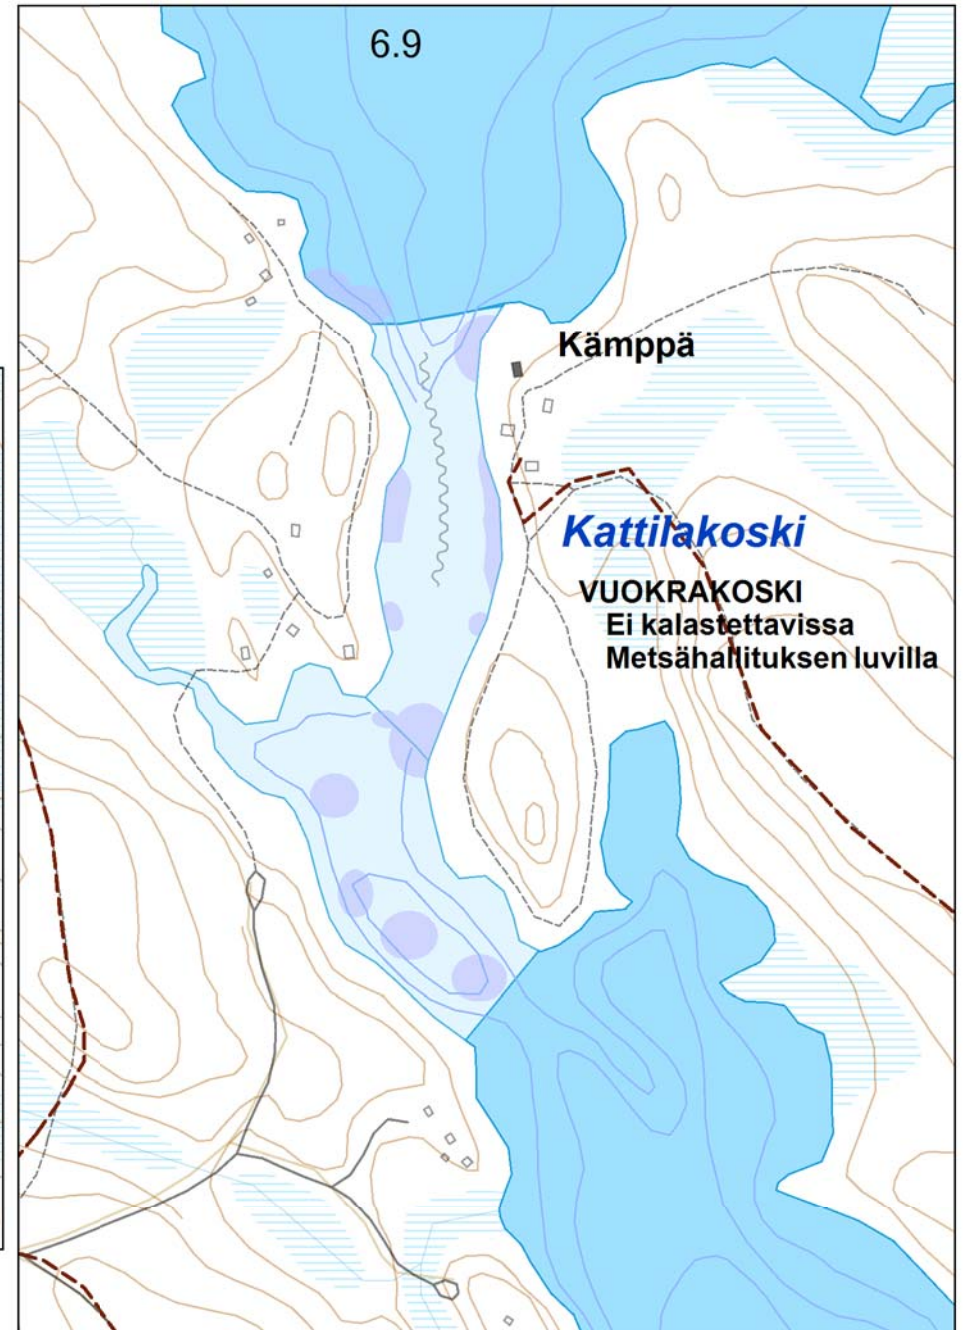 6.9
Kämppä
Kattilakoski
VUOKRAKOSKI
Ei kalastettavissa
Metsähallituksen luvilla